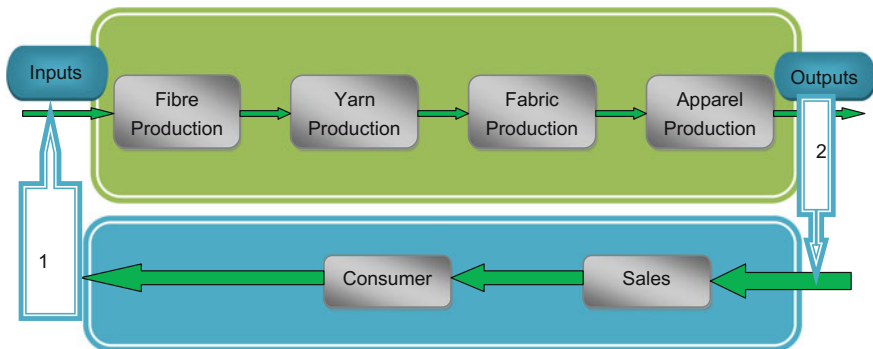 Inputs
Fibre
Production
Yarn
Production
Fabric
Production
Apparel
Production
Outputs
2
1
Consumer
Sales